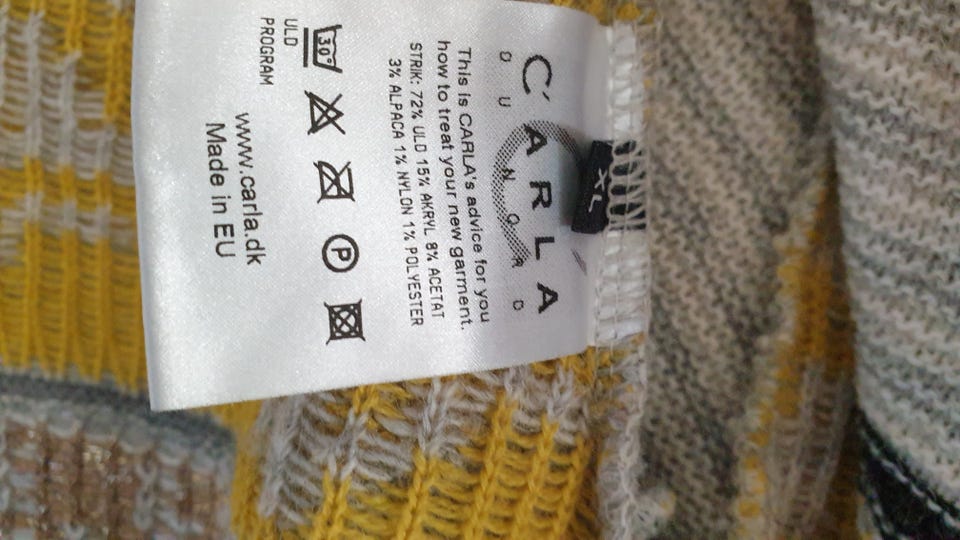 XL
C'ARLA
DUNQARD
This is CARLA's advice for you
how to treat your new garment.
STRIK: 72% ULD 15% AKRYL 8% ACETAT
3% ALPACA 1% NYLON 1% POLYESTER
30°
P
ULD
PROGRAM
www.carla.dk
Made in EU